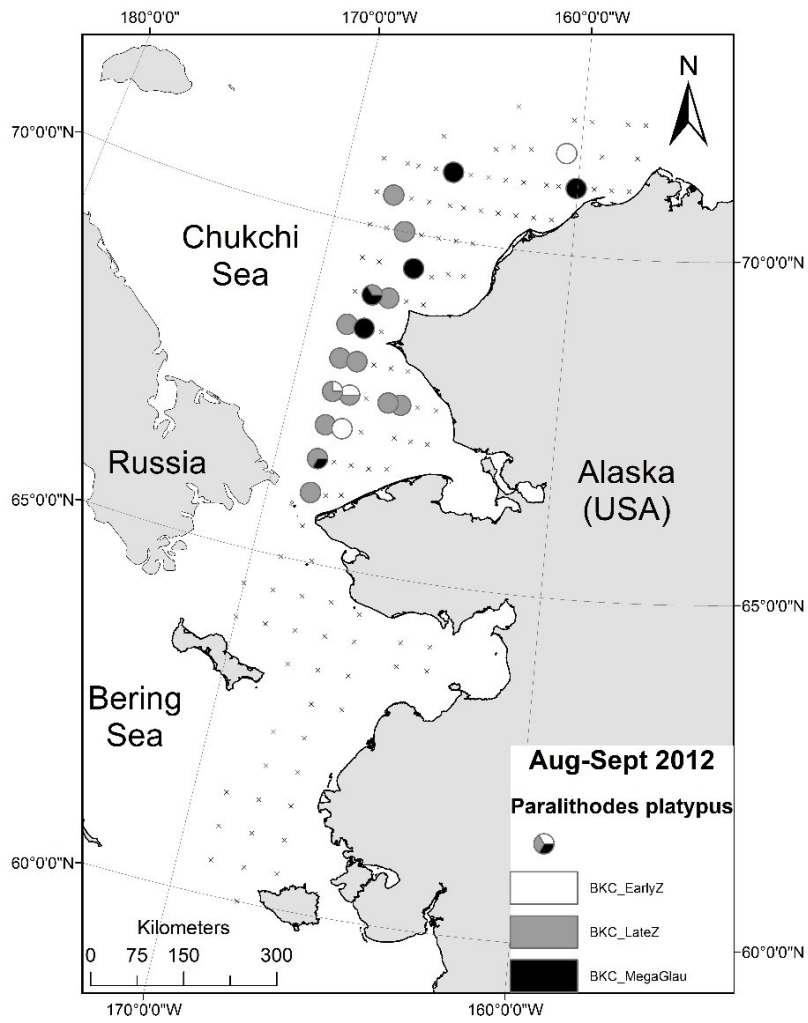 180°0'0" 170°0'0"W 160°0'0"W
N
70°0'0"N
Chukchi
Sea
70°0'0"N
Russia
Alaska
(USA)
65°0'0"N
65°0'0"N
Bering
Sea
Aug-Sept 2012
Paralithodes platypus
60°0'0"N
BKC_EarlyZ
Kilometers
BKC_LateZ
0 75 150 300
60°0'0"N
BKC_MegaGlau
170°0'0"W 160°0'0"W